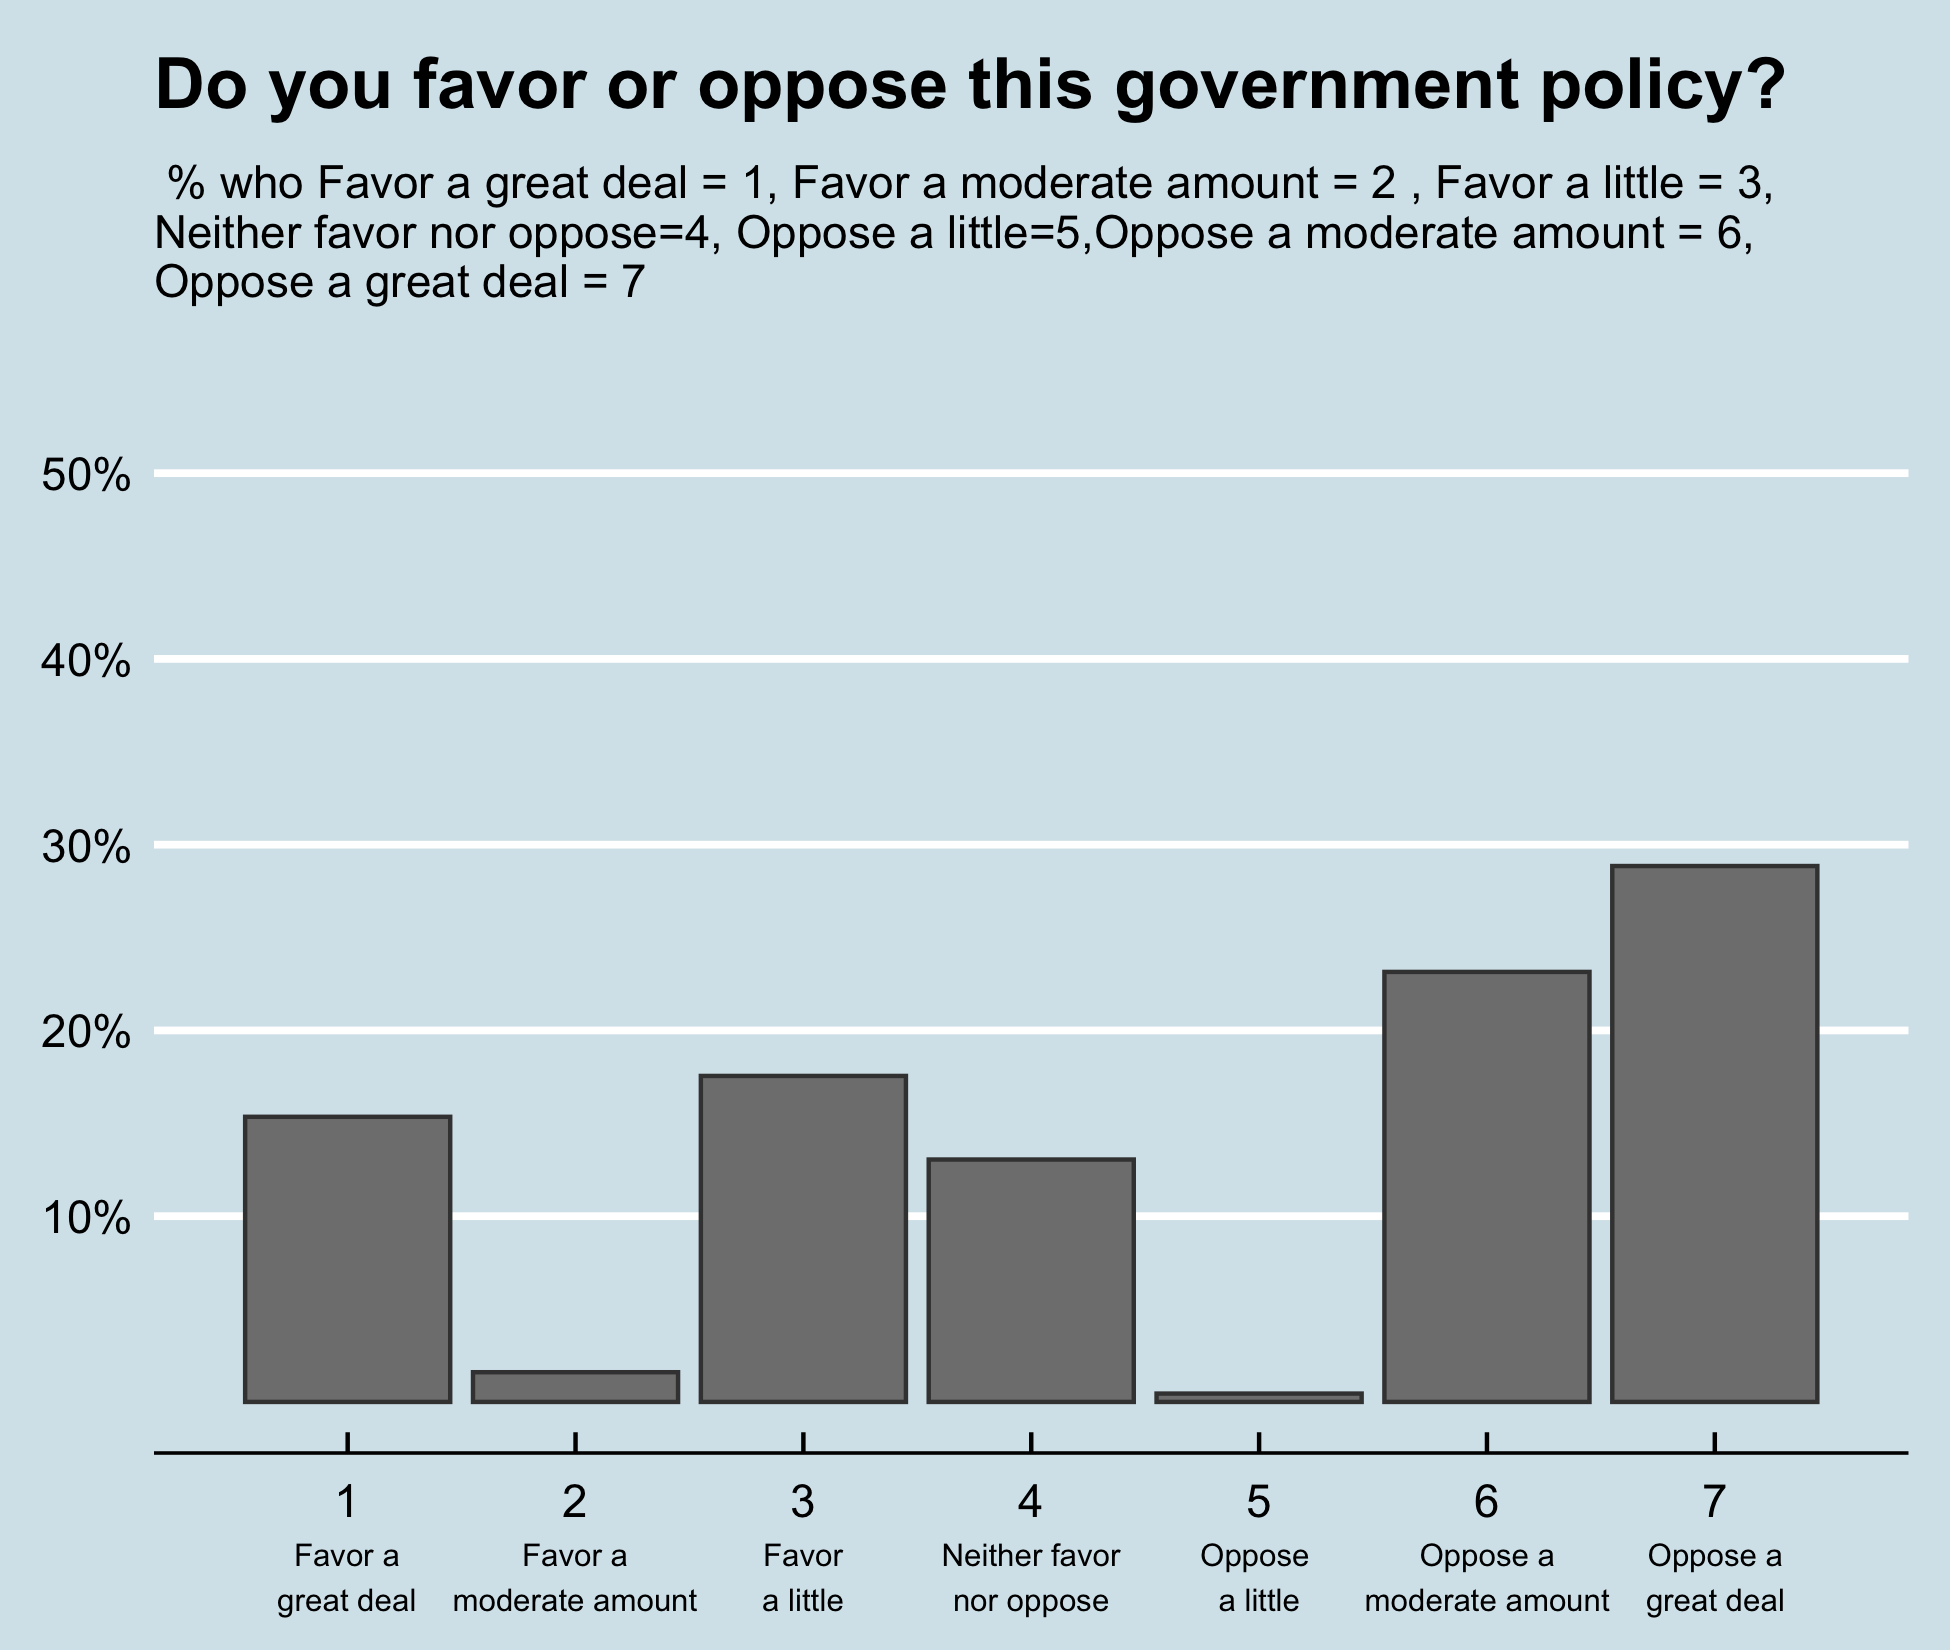 Do you favor or oppose this government policy?
% who Favor a great deal = 1, Favor a moderate amount = 2 , Favor a little = 3,
Neither favor nor oppose=4, Oppose a little=5,Oppose a moderate amount = 6,
Oppose a great deal = 7
50%
40%
30%
20%
10%
1 2 3 4 5 6 7
Favor a Favor a Favor Neither favor Oppose Oppose a Oppose a
great deal moderate amount a little nor oppose a little moderate amount great deal